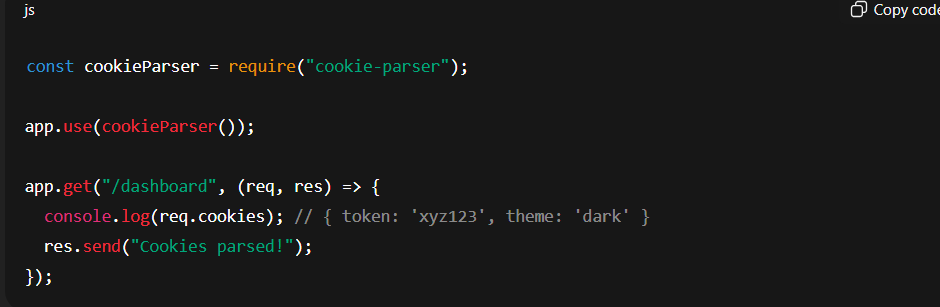 js
Copy code
const cookieParser = require("cookie-parser");
app.use(cookieParser());
app.get("/dashboard", (req, res) => {
console.log(req.cookies); // { token: 'xyz123', theme: 'dark' }
res.send("Cookies parsed!");
});